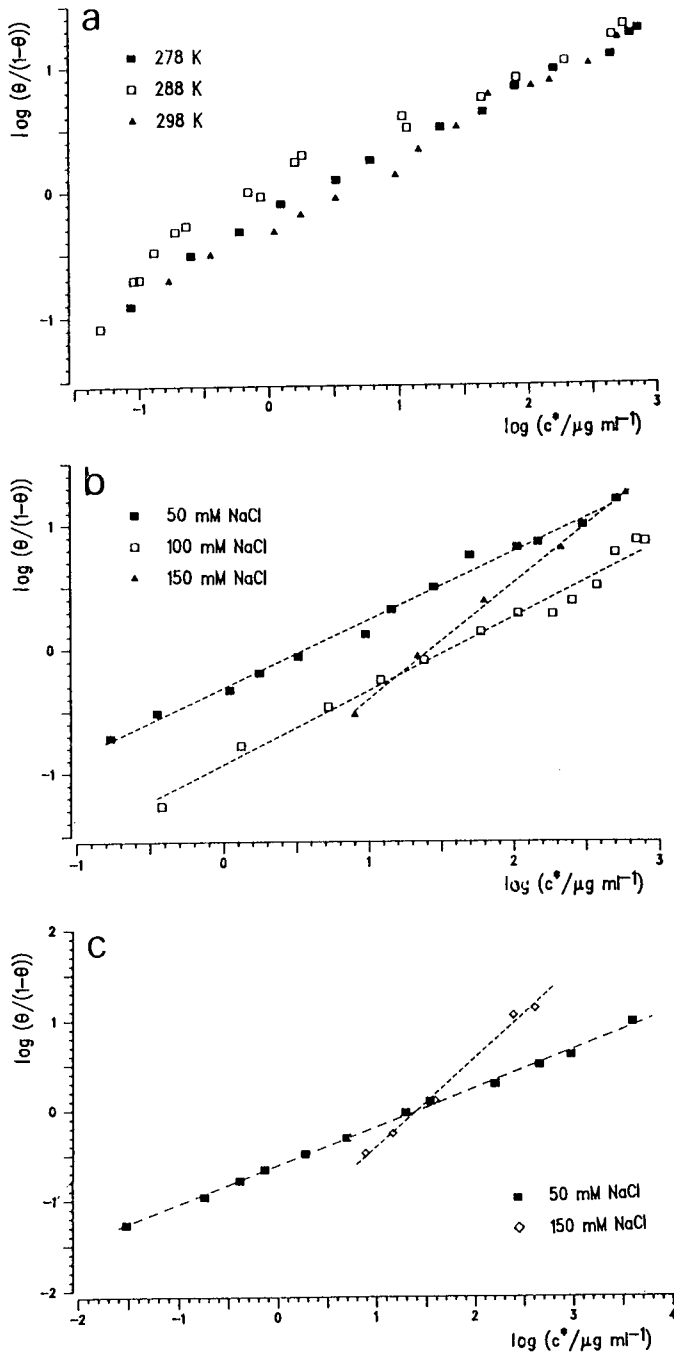 a
log (θ/(1-θ))
278 K
288 K
298 K
1
0
-1
-1 0 1 2 3
log (c*/μg ml⁻¹)
b
log (θ/(1-θ))
50 mM NaCl
100 mM NaCl
150 mM NaCl
1
0
-1
-1 0 1 2 3
log (c*/μg ml⁻¹)
c
log (θ/(1-θ))
2
1
0
-1
-2
50 mM NaCl
150 mM NaCl
-2 -1 0 1 2 3 4
log (c*/μg ml⁻¹)